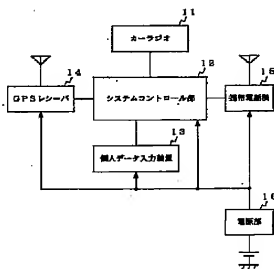 11
カーラジオ
12
14
15
GPSレシーバ
システムコントロール部
携帯電話機
13
個人データ入力装置
16
電源部